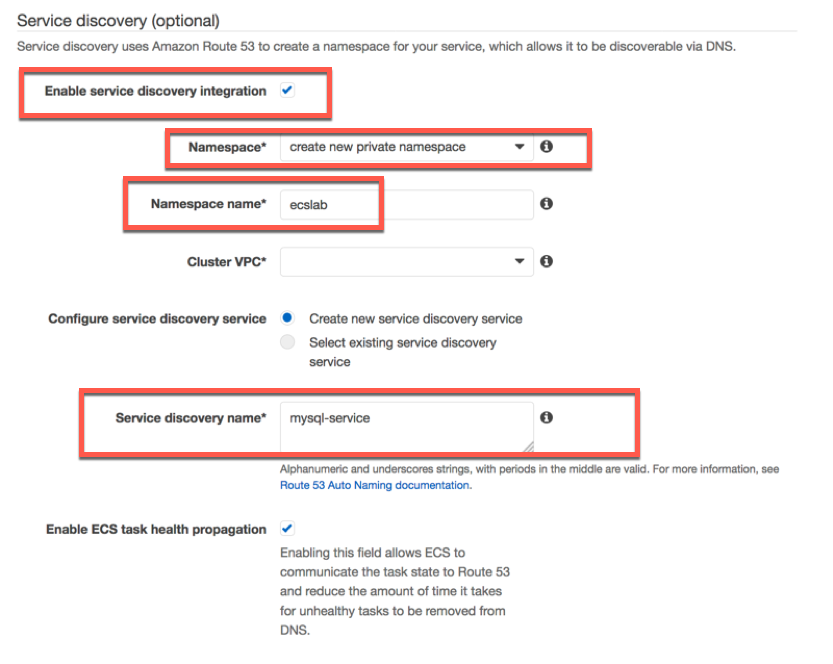 Service discovery (optional)
Service discovery uses Amazon Route 53 to create a namespace for your service, which allows it to be discoverable via DNS.
Enable service discovery integration
Namespace* create new private namespace
Namespace name* ecslab
Cluster VPC*
Configure service discovery service Create new service discovery service
Select existing service discovery
service
Service discovery name* mysql-service
Alphanumeric and underscores strings, with periods in the middle are valid. For more information, see
Route 53 Auto Naming documentation.
Enable ECS task health propagation
Enabling this field allows ECS to
communicate the task state to Route 53
and reduce the amount of time it takes
for unhealthy tasks to be removed from
DNS.